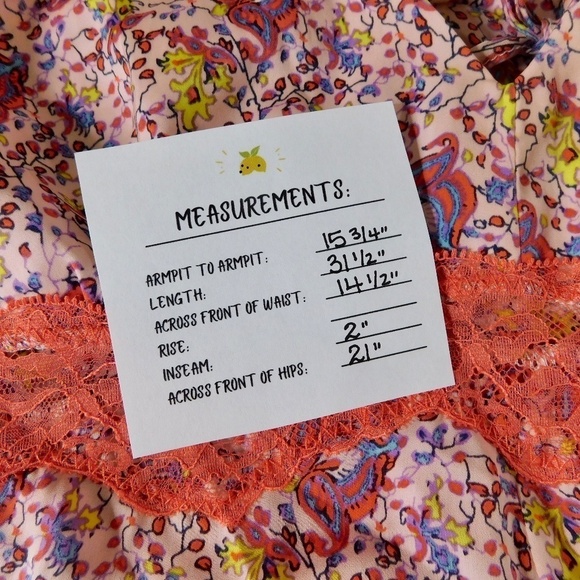 MEASUREMENTS:
ARMPIT TO ARMPIT: 15 3/4"
LENGTH: 31 1/2"
ACROSS FRONT OF WAIST: 14 1/2"
RISE:
INSEAM: 2"
ACROSS FRONT OF HIPS: 21"